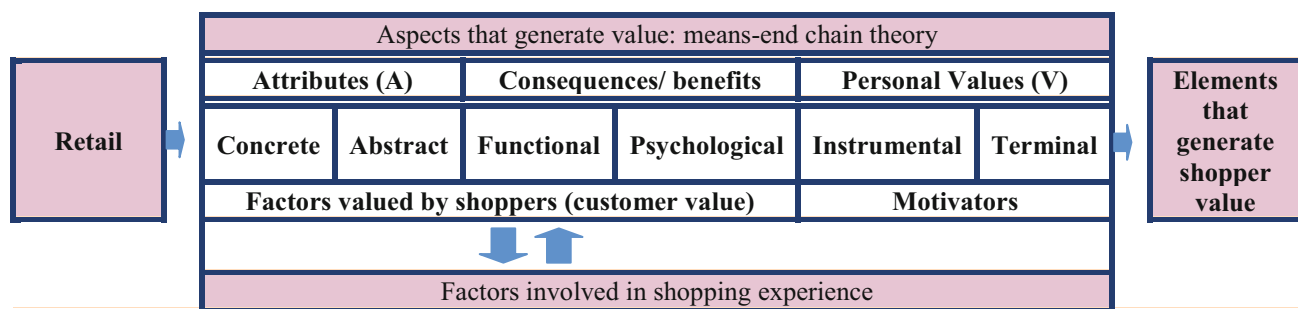 Aspects that generate value: means-end chain theory
Retail
Attributes (A)
Consequences/ benefits
Personal Values (V)
Concrete
Abstract
Functional
Psychological
Instrumental
Terminal
Factors valued by shoppers (customer value)
Motivators
Factors involved in shopping experience
Elements
that
generate
shopper
value